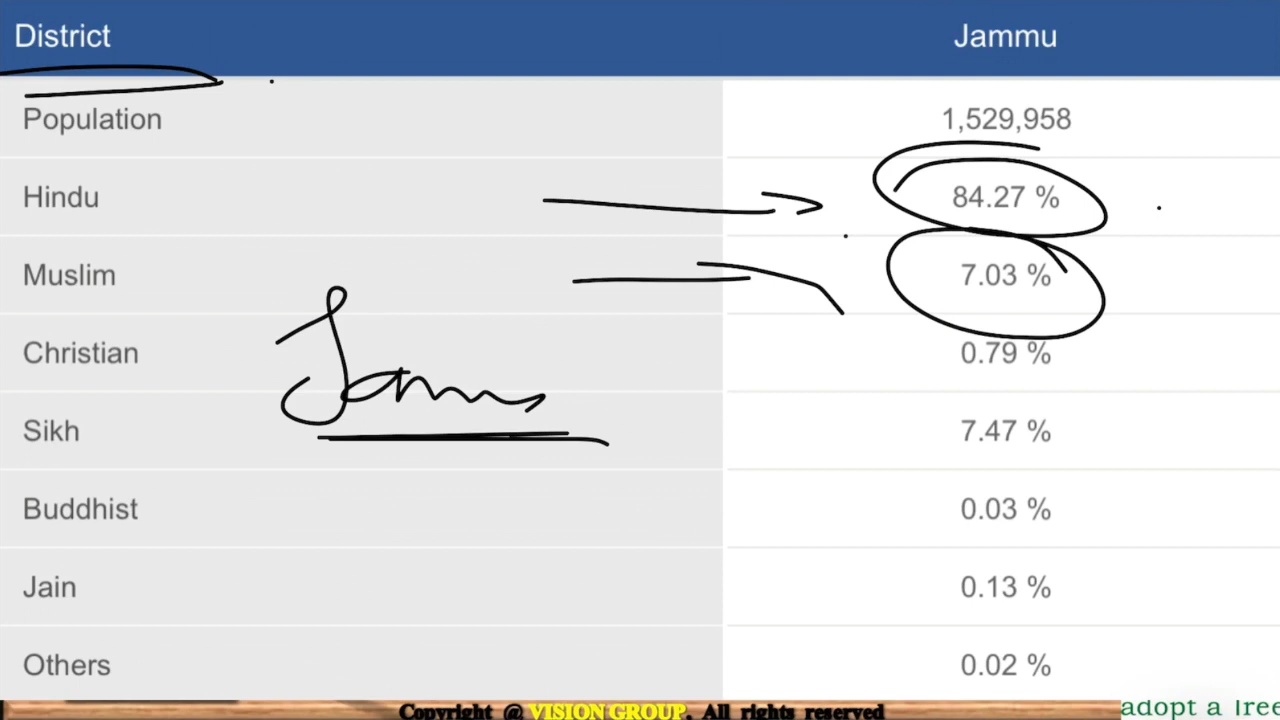 District Jammu
Population 1,529,958
Hindu 84.27 %
Muslim 7.03 %
Christian 0.79 %
Jammu
Sikh 7.47 %
Buddhist 0.03 %
Jain 0.13 %
Others 0.02 %
Copyright @ VISION GROUP. All rights reserved
adopt a Tree